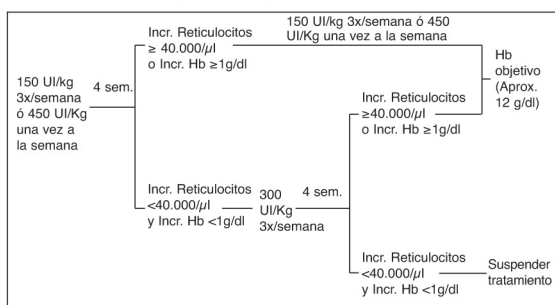 150 UI/kg
3x/semana
ó 450 UI/Kg
una vez a
la semana
4 sem.
Incr. Reticulocitos
≥ 40.000/µl
o Incr. Hb ≥1g/dl
150 UI/kg 3x/semana ó 450
UI/Kg una vez a la semana
Hb
objetivo
(Aprox.
12 g/dl)
Incr. Reticulocitos
<40.000/µl
y Incr. Hb <1g/dl
300
UI/Kg
3x/semana
4 sem.
Incr. Reticulocitos
≥40.000/µl
o Incr. Hb ≥1g/dl
Incr. Reticulocitos
<40.000/µl
y Incr. Hb <1g/dl
Suspender
tratamiento